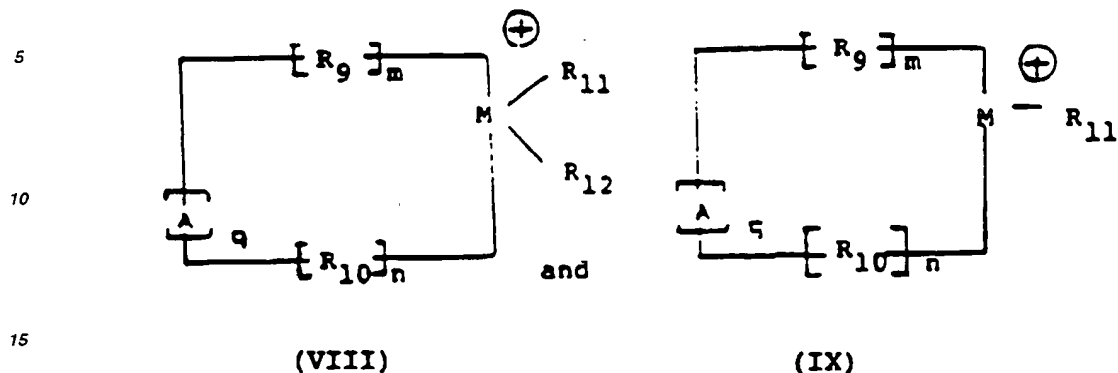 5
[ R9 ]m
⊕
R11
M
R12
10
[ A ] q
[ R10 ]n
and
15
(VIII)
[ R9 ]m
⊕
M
R11
[ A ]
[ R10 ]n
(IX)